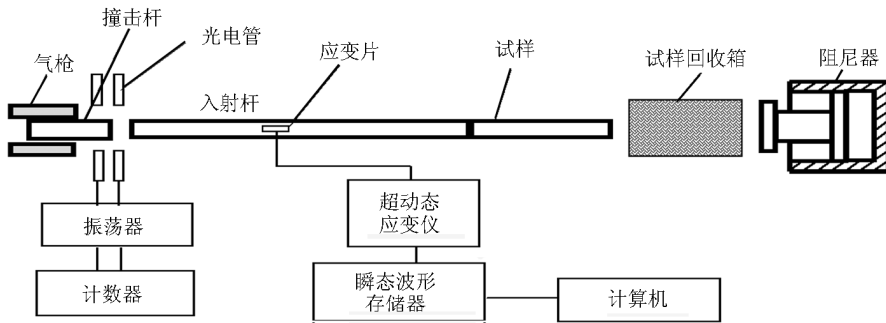 撞击杆
光电管
气枪
入射杆
应变片
试样
试样回收箱
阻尼器
振荡器
计数器
超动态
应变仪
瞬态波形
存储器
计算机